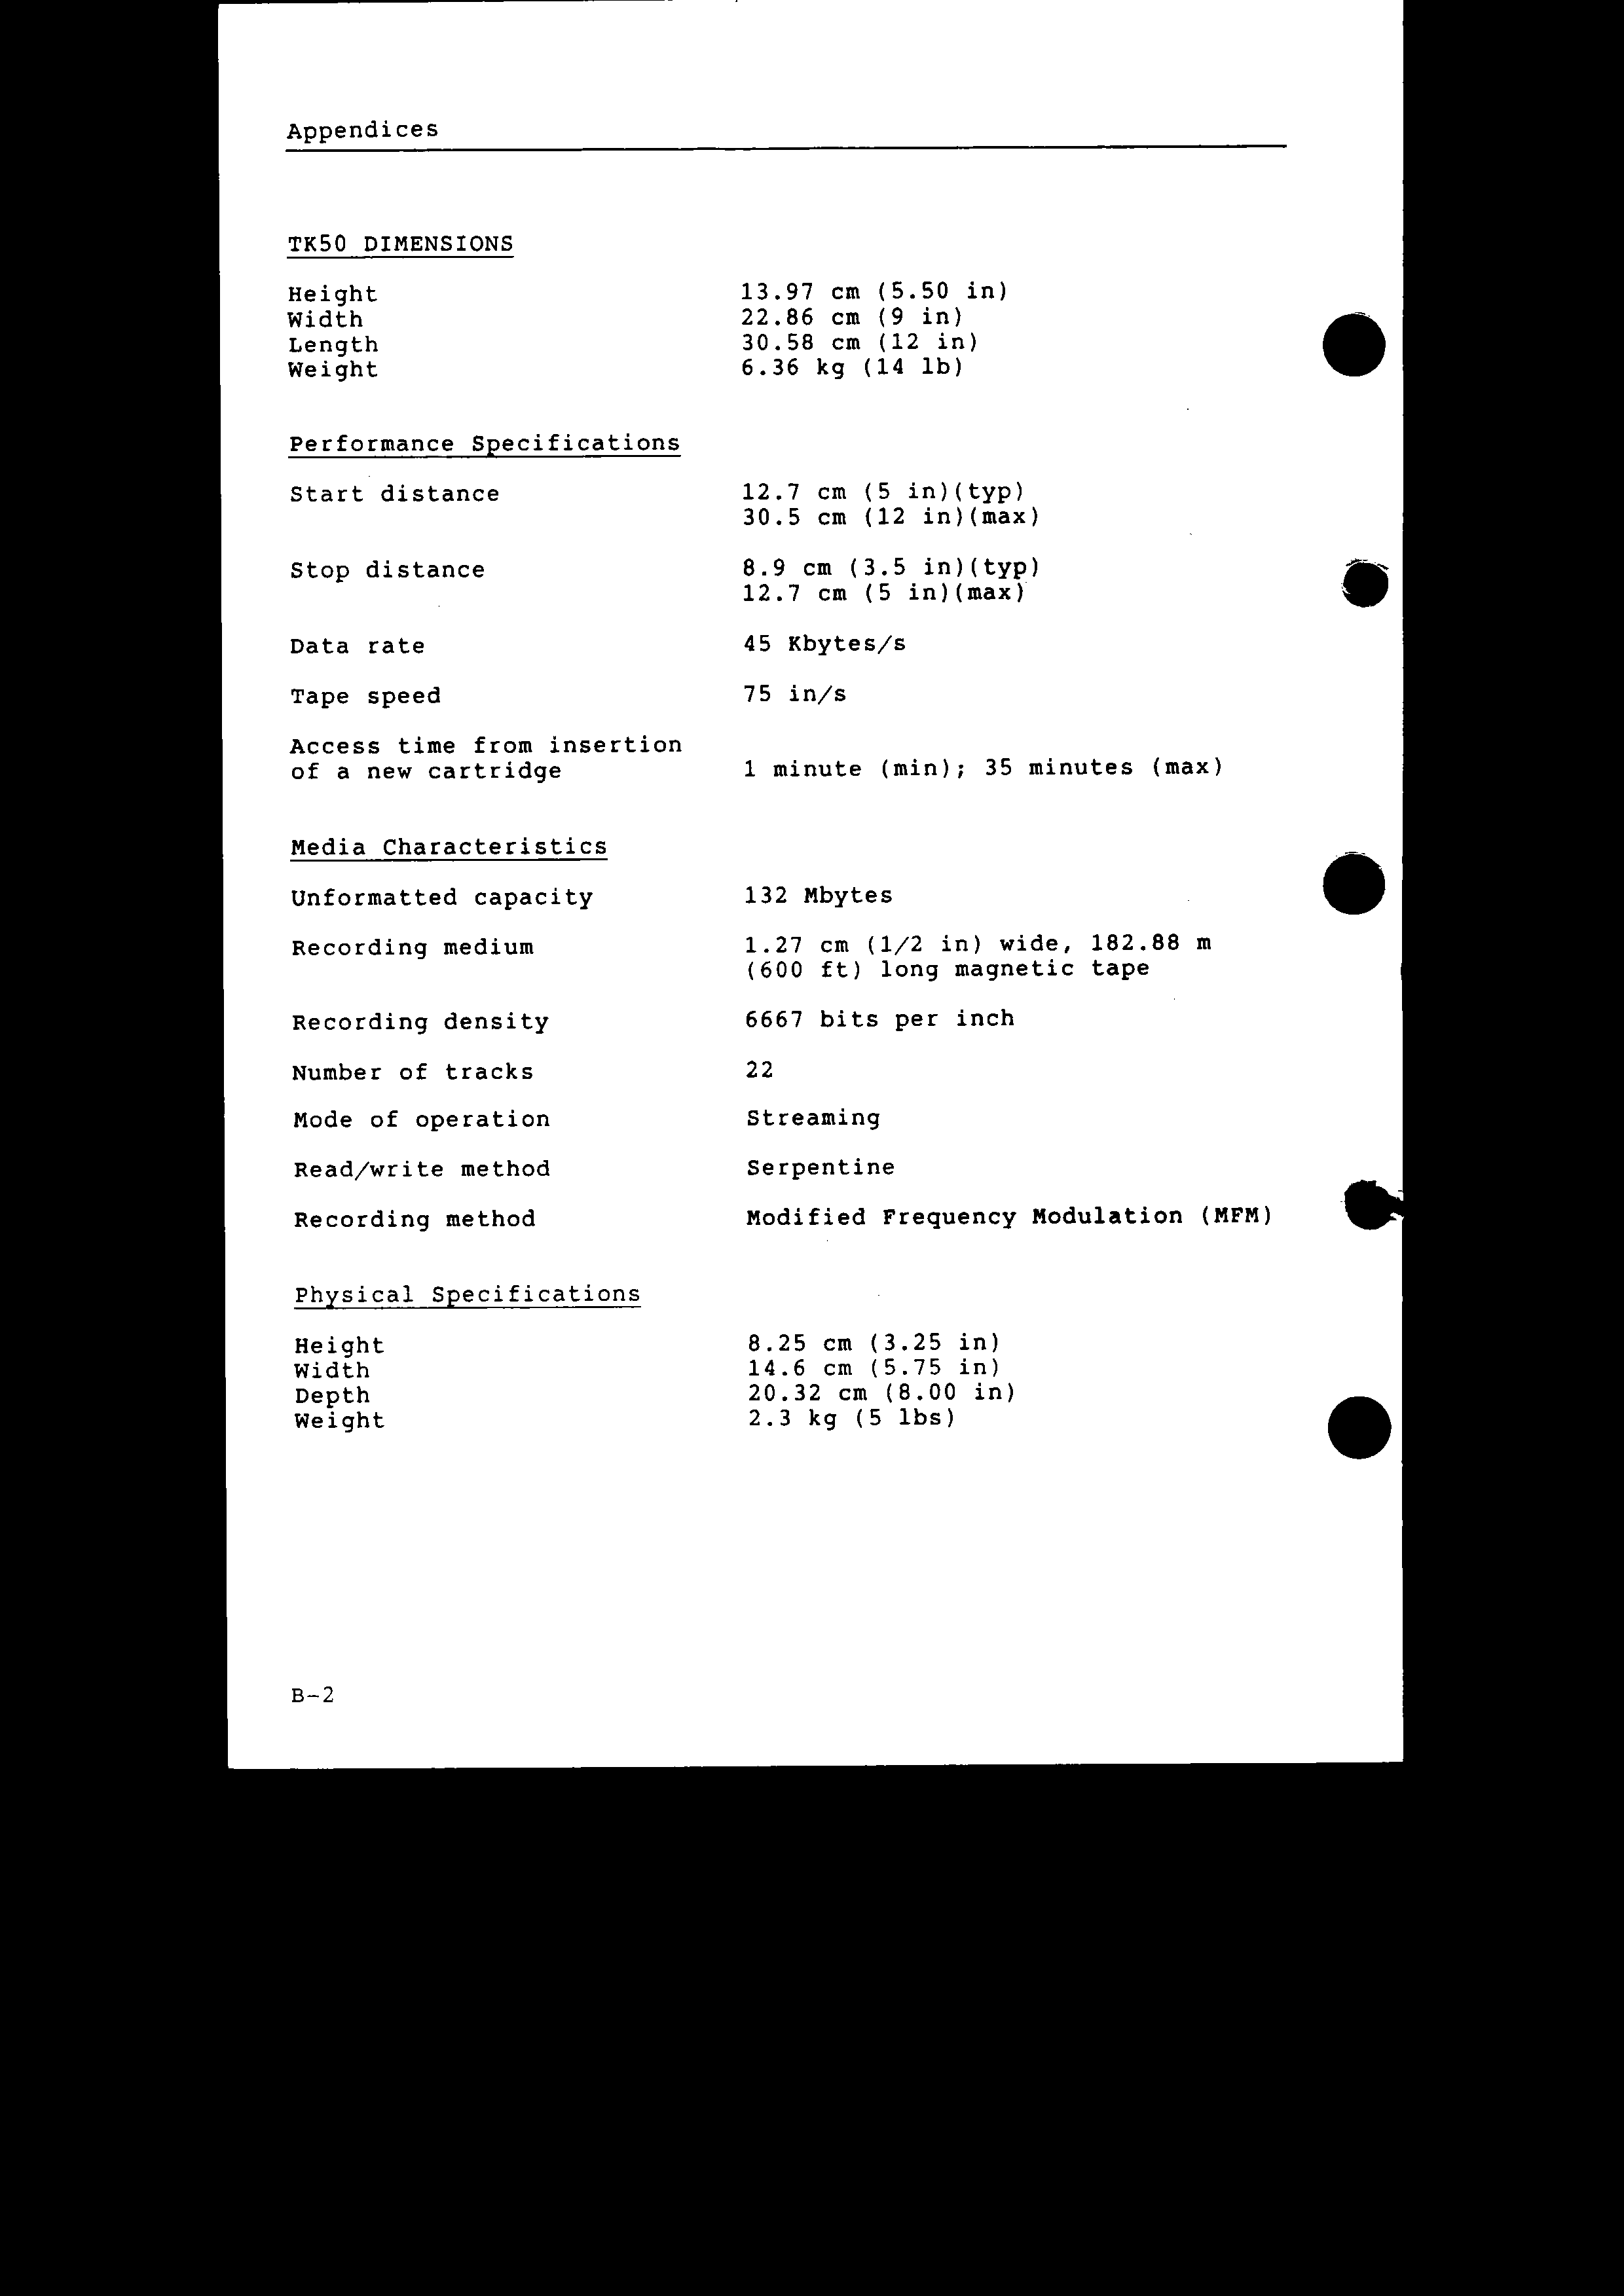 Appendices
TK50 DIMENSIONS
Height 13.97 cm (5.50 in)
Width 22.86 cm (9 in)
Length 30.58 cm (12 in)
Weight 6.36 kg (14 lb)
Performance Specifications
Start distance 12.7 cm (5 in)(typ)
30.5 cm (12 in)(max)
Stop distance 8.9 cm (3.5 in)(typ)
12.7 cm (5 in)(max)
Data rate 45 Kbytes/s
Tape speed 75 in/s
Access time from insertion
of a new cartridge 1 minute (min); 35 minutes (max)
Media Characteristics
Unformatted capacity 132 Mbytes
Recording medium 1.27 cm (1/2 in) wide, 182.88 m
(600 ft) long magnetic tape
Recording density 6667 bits per inch
Number of tracks 22
Mode of operation Streaming
Read/write method Serpentine
Recording method Modified Frequency Modulation (MFM)
Physical Specifications
Height 8.25 cm (3.25 in)
Width 14.6 cm (5.75 in)
Depth 20.32 cm (8.00 in)
Weight 2.3 kg (5 lbs)
B-2